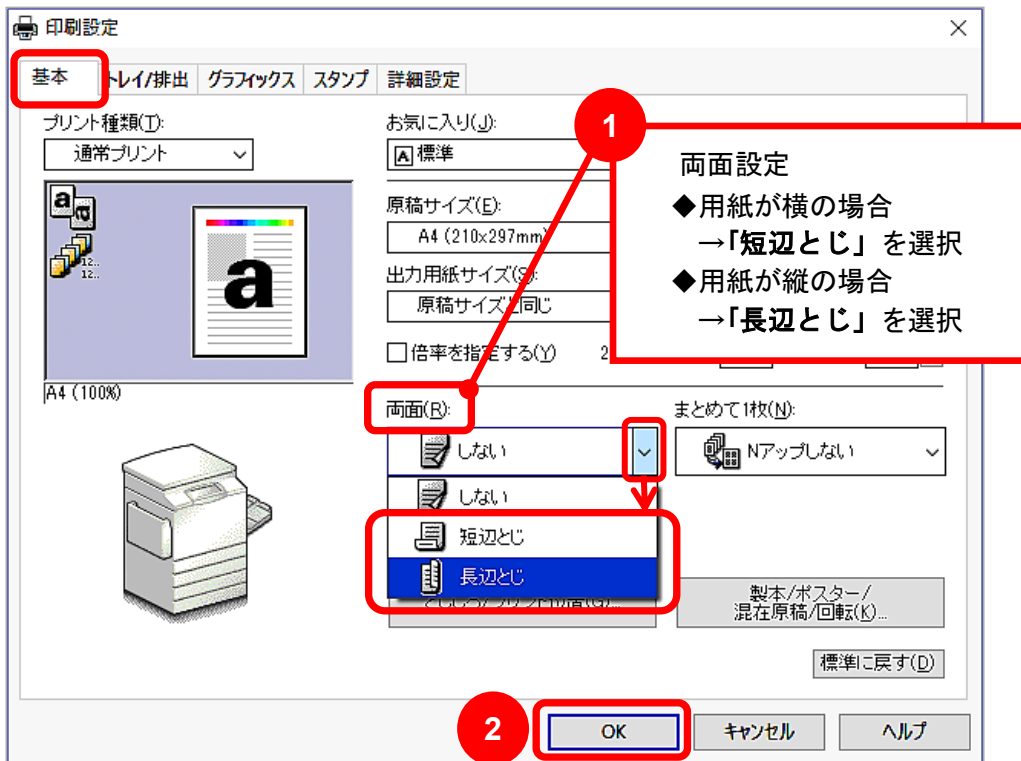 印刷設定
基本
トレイ/排出
グラフィックス
スタンプ
詳細設定
プリント種類(T):
通常プリント
お気に入り(J):
標準
原稿サイズ(E):
A4 (210x297mm)
出力用紙サイズ(S):
原稿サイズと同じ
倍率を指定する(Y)
2
1
両面設定
◆用紙が横の場合
→「短辺とじ」を選択
◆用紙が縦の場合
→「長辺とじ」を選択
a
a
12..
12..
a
A4 (100%)
両面(R):
しない
しない
短辺とじ
長辺とじ
まとめて1枚(N):
Nアップしない
製本/ポスター/
混在原稿/回転(K)...
標準に戻す(D)
2
OK
キャンセル
ヘルプ